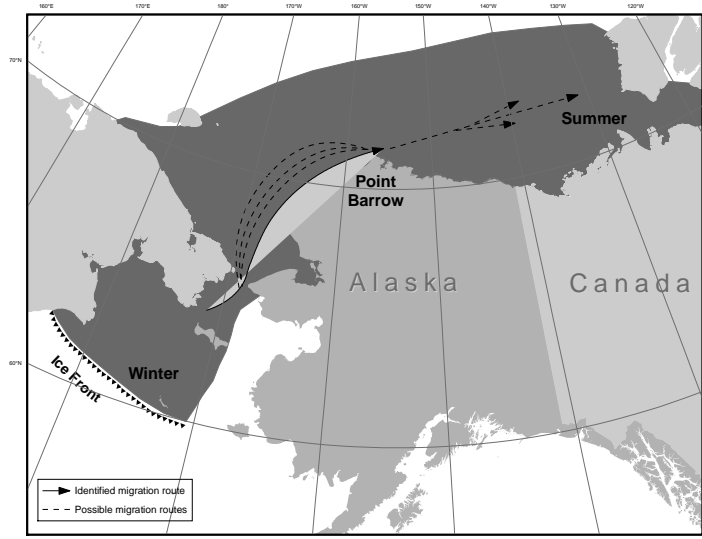 160°E
170°E
180°
170°W
160°W
150°W
140°W
130°W
120°W
70°N
60°N
Summer
Point
Barrow
Alaska
Canada
Winter
Ice Front
Identified migration route
Possible migration routes